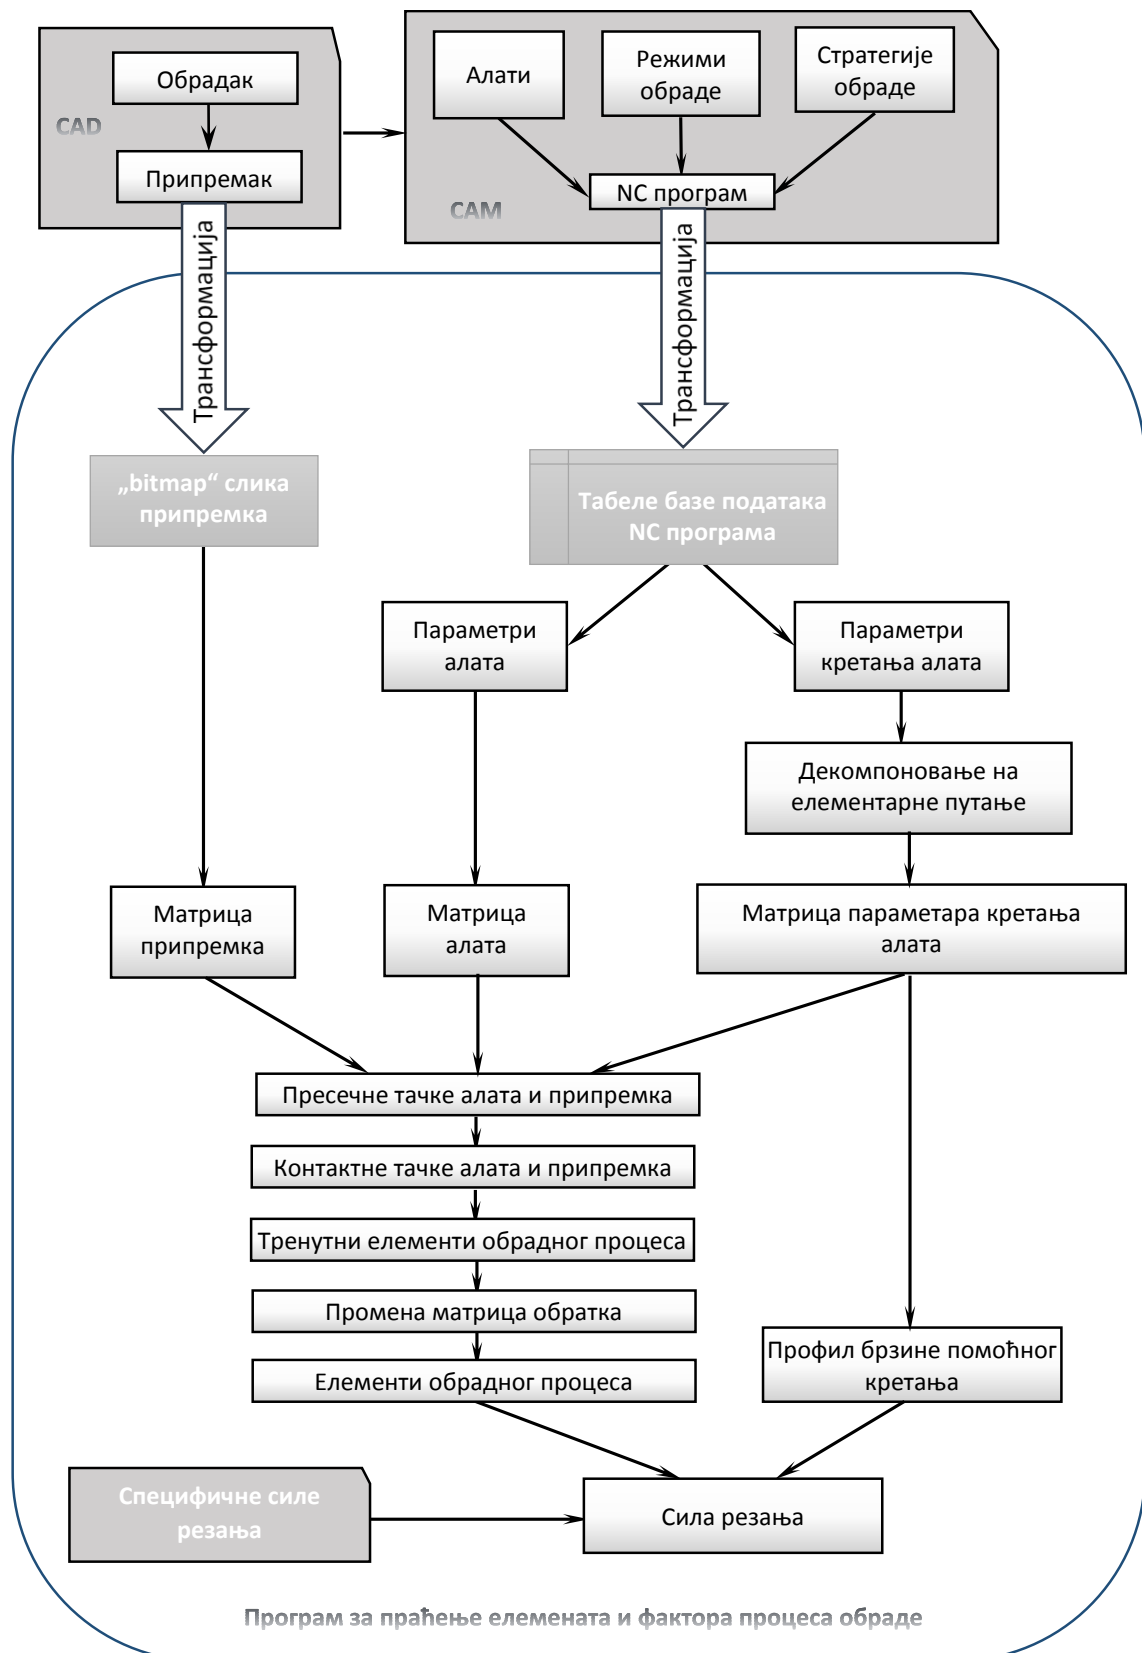 Обрадак
CAD
Припремак
Алати
Режими
обраде
Стратегије
обраде
NC програм
CAM
Трансформација
Трансформација
„bitmap“ слика
припремка
Табеле базе података
NC програма
Параметри
алата
Параметри
кретања алата
Декомпоновање на
елементарне путање
Матрица
припремка
Матрица
алата
Матрица параметара кретања
алата
Пресечне тачке алата и припремка
Контактне тачке алата и припремка
Тренутни елементи обрадног процеса
Промена матрица обратка
Елементи обрадног процеса
Профил брзине помоћног
кретања
Специфичне силе
резања
Сила резања
Програм за праћење елемената и фактора процеса обраде